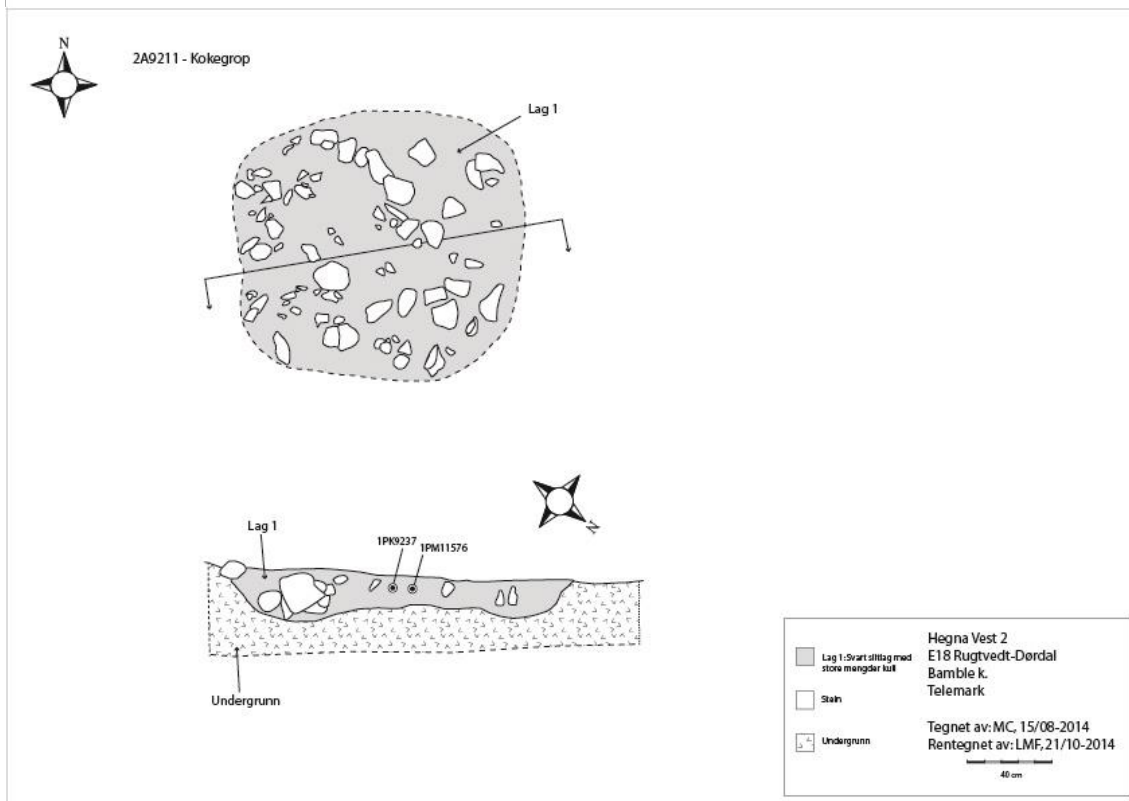 N
2A9211 - Kokegrop
Lag 1
N
Lag 1
1PK9237
1PM11576
Undergrunn
Lag 1: Svart siltlag med
store mengder kull
Stein
Undergrunn
Hegna Vest 2
E18 Rugtvedt-Dørdal
Bamble k.
Telemark
Tegnet av: MC, 15/08-2014
Rentegnet av: LMF, 21/10-2014
40 cm